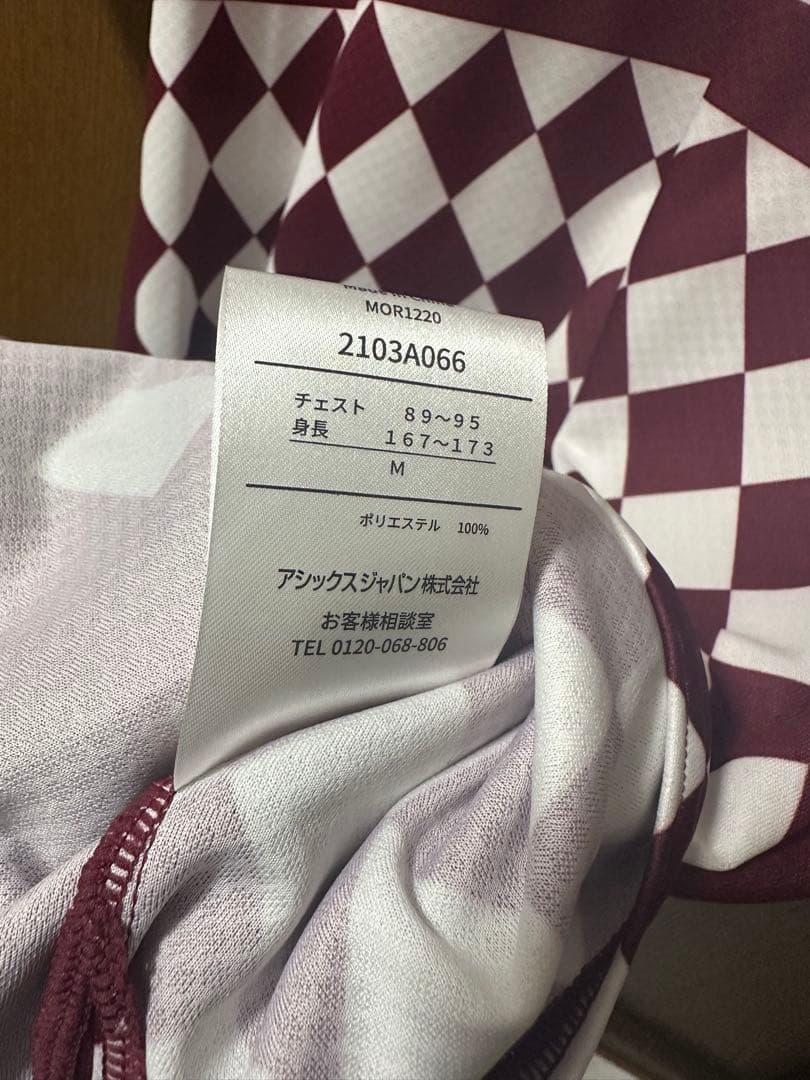 MOR1220
2103A066
チェスト 89～95
身長 167～173
M
ポリエステル 100%
アシックスジャパン株式会社
お客様相談室
TEL 0120-068-806